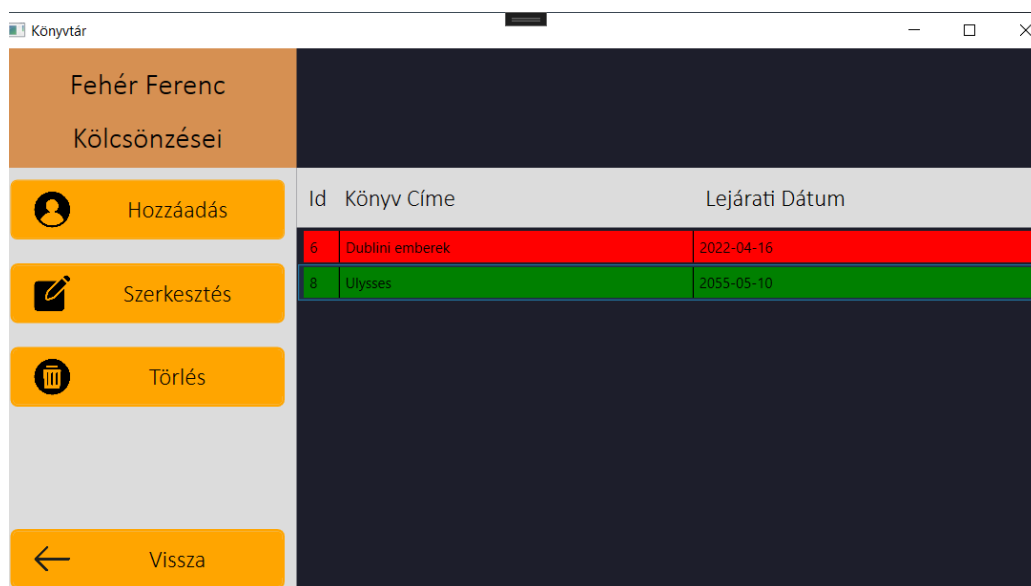 Könyvtár
Fehér Ferenc
Kölcsönzései
Hozzáadás
Szerkesztés
Törlés
Vissza
Id Könyv Címe Lejárati Dátum
6 Dublini emberek 2022-04-16
8 Ulysses 2055-05-10